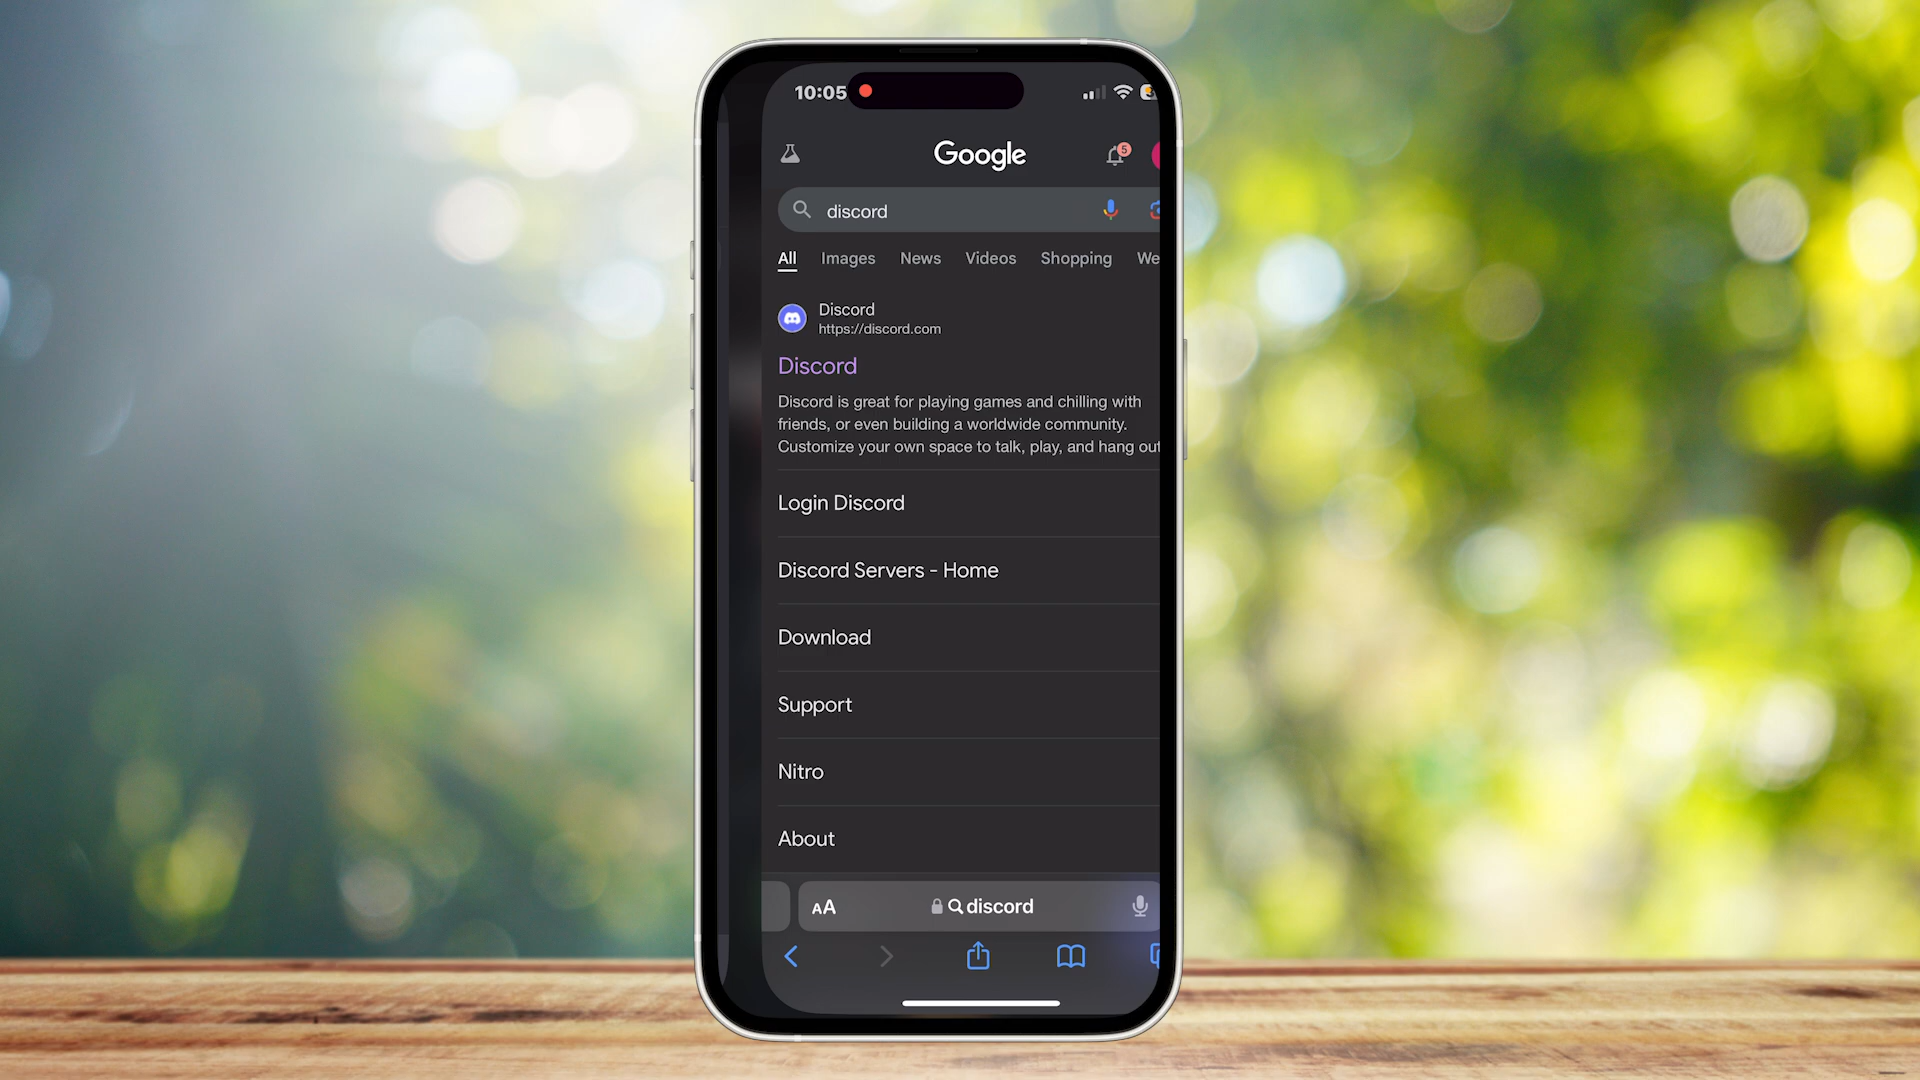 10:05
Google
5
discord
All Images News Videos Shopping We
Discord
https://discord.com
Discord
Discord is great for playing games and chilling with
friends, or even building a worldwide community.
Customize your own space to talk, play, and hang out
Login Discord
Discord Servers - Home
Download
Support
Nitro
About
AA discord